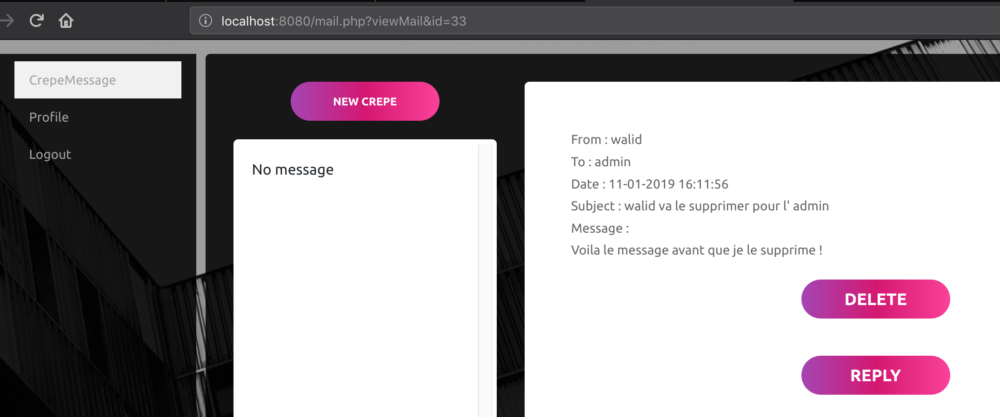 localhost:8080/mail.php?viewMail&id=33
CrepeMessage
Profile
Logout
NEW CREPE
No message
From : walid
To : admin
Date : 11-01-2019 16:11:56
Subject : walid va le supprimer pour l' admin
Message :
Voila le message avant que je le supprime !
DELETE
REPLY